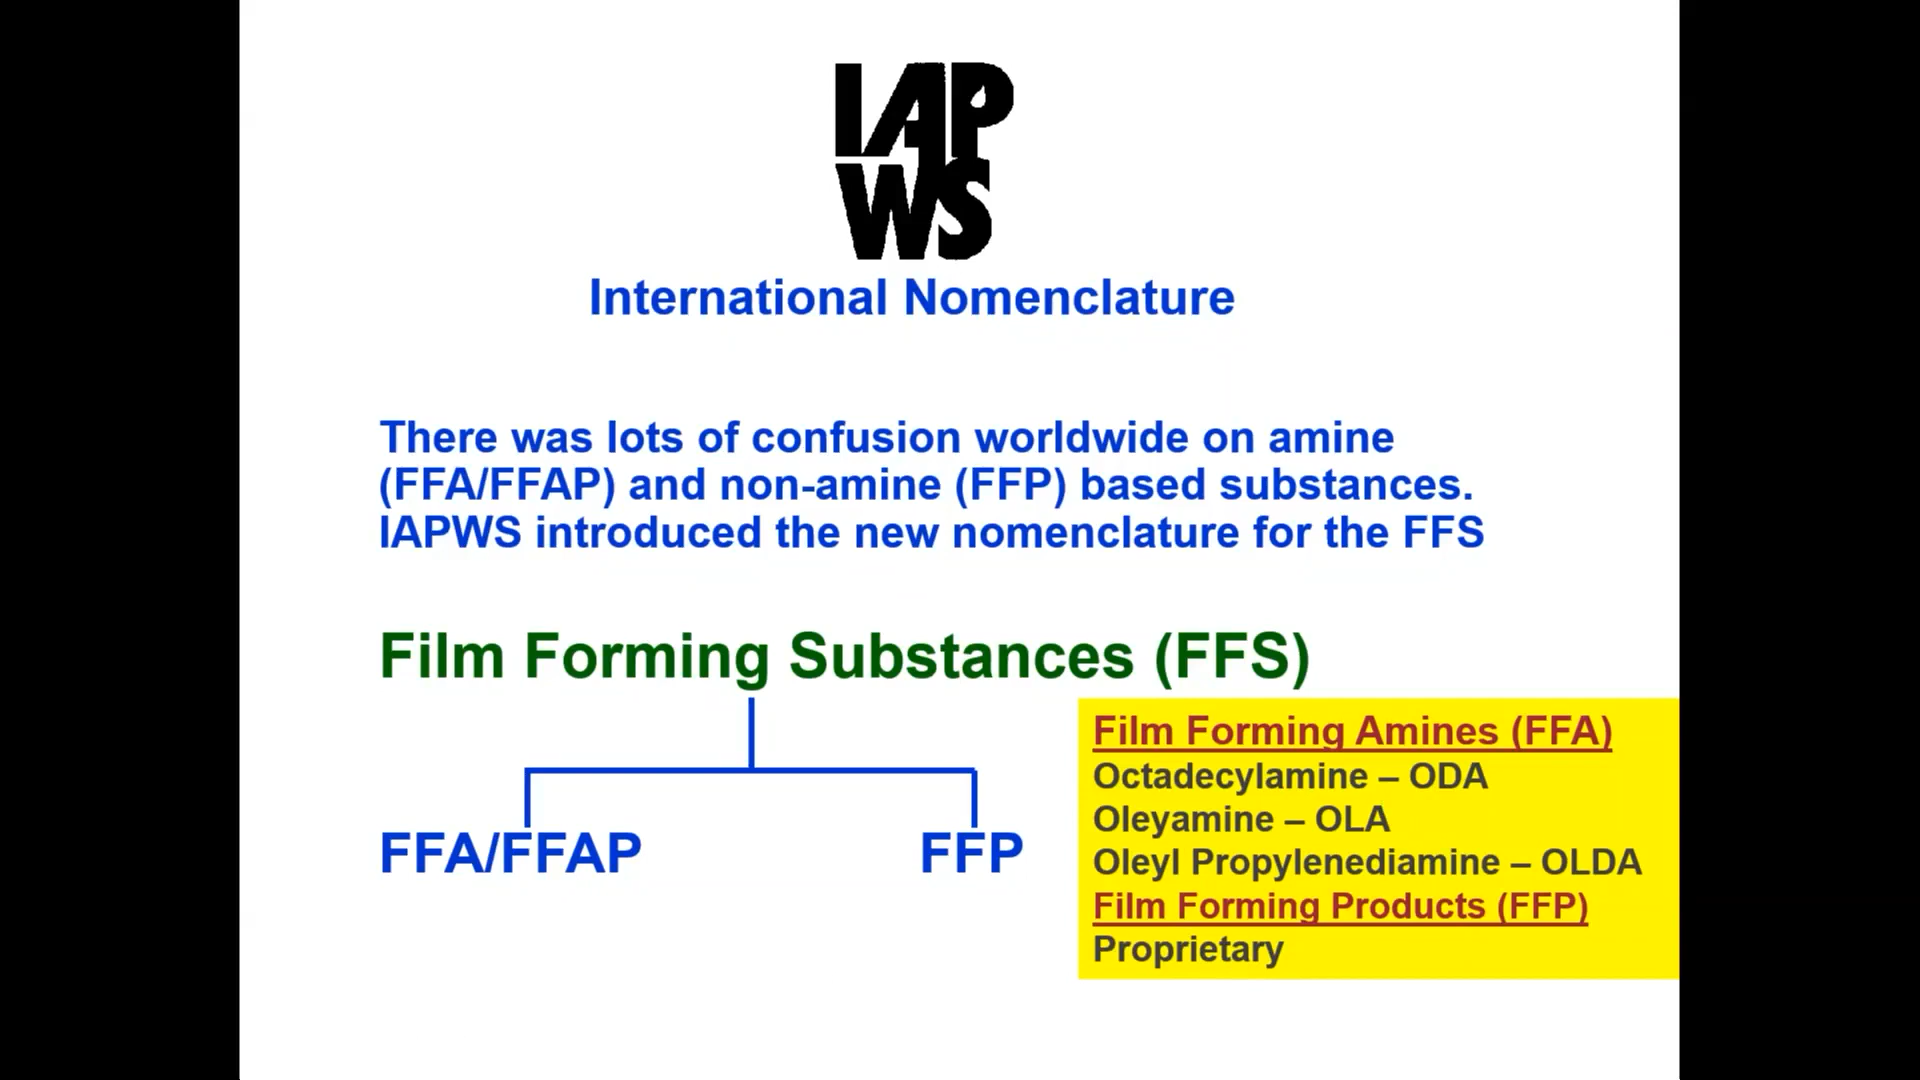 IAP
WS
International Nomenclature
There was lots of confusion worldwide on amine
(FFA/FFAP) and non-amine (FFP) based substances.
IAPWS introduced the new nomenclature for the FFS
Film Forming Substances (FFS)
FFA/FFAP
FFP
Film Forming Amines (FFA)
Octadecylamine – ODA
Oleyamine – OLA
Oleyl Propylenediamine – OLDA
Film Forming Products (FFP)
Proprietary